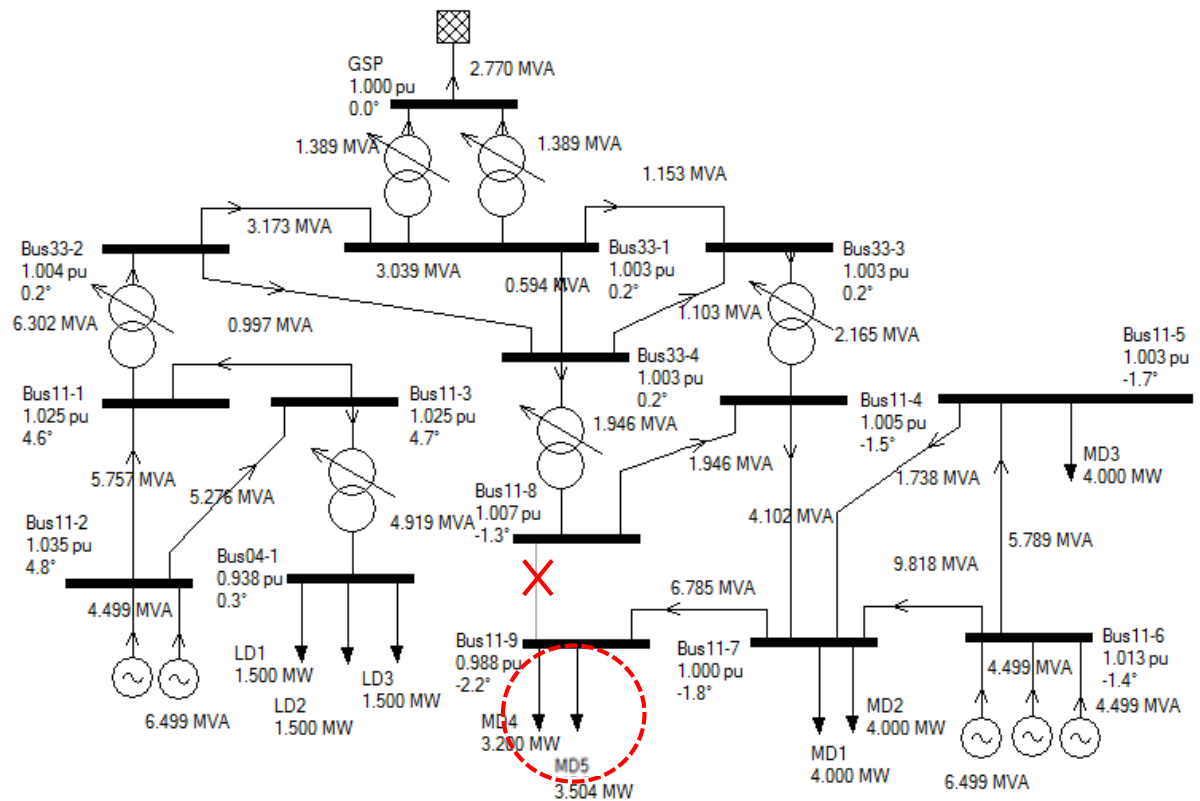 2.770 MVA
GSP
1.000 pu
0.0°
1.389 MVA
1.389 MVA
1.153 MVA
3.173 MVA
Bus33-2
1.004 pu
0.2°
3.039 MVA
0.594 MVA
Bus33-1
1.003 pu
0.2°
Bus33-3
1.003 pu
0.2°
6.302 MVA
0.997 MVA
1.103 MVA
2.165 MVA
Bus11-5
1.003 pu
-1.7°
Bus33-4
1.003 pu
0.2°
Bus11-1
1.025 pu
4.6°
Bus11-3
1.025 pu
4.7°
1.946 MVA
Bus11-4
1.005 pu
-1.5°
1.946 MVA
MD3
4.000 MW
1.738 MVA
5.757 MVA
5.276 MVA
Bus11-8
1.007 pu
-1.3°
4.919 MVA
4.102 MVA
Bus11-2
1.035 pu
4.8°
5.789 MVA
Bus04-1
0.938 pu
0.3°
9.818 MVA
6.785 MVA
4.499 MVA
Bus11-9
0.988 pu
-2.2°
Bus11-7
1.000 pu
-1.8°
Bus11-6
1.013 pu
-1.4°
4.499 MVA
4.499 MVA
LD1
1.500 MW
LD3
1.500 MW
LD2
1.500 MW
6.499 MVA
MD4
3.200 MW
MD5
3.504 MW
MD2
4.000 MW
MD1
4.000 MW
6.499 MVA